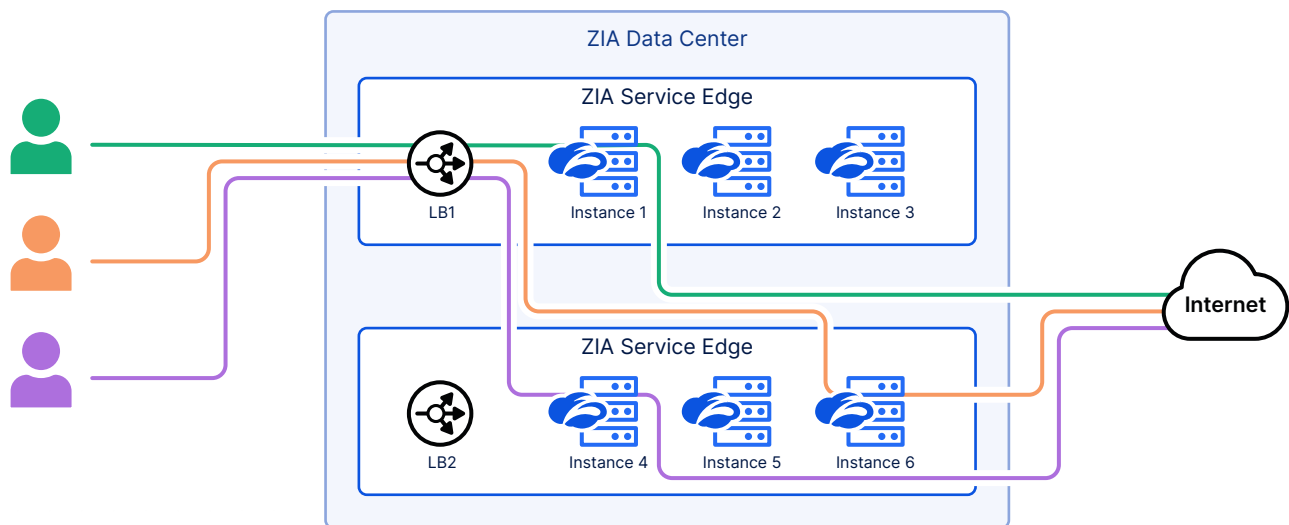 ZIA Data Center
ZIA Service Edge
LB1
Instance 1
Instance 2
Instance 3
Internet
ZIA Service Edge
LB2
Instance 4
Instance 5
Instance 6